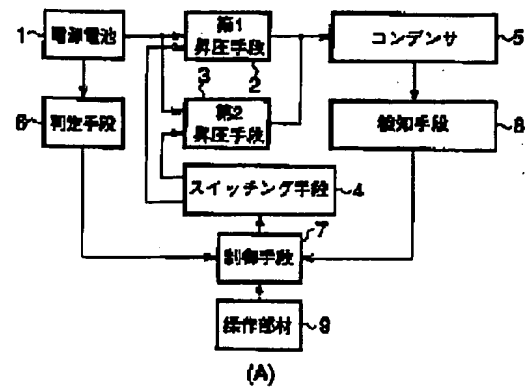 1 電源電池
第1
昇圧手段
2
コンデンサ 5
3
第2
昇圧手段
6 判定手段
検知手段 8
スイッチング手段 4
7
制御手段
操作部材 9
(A)